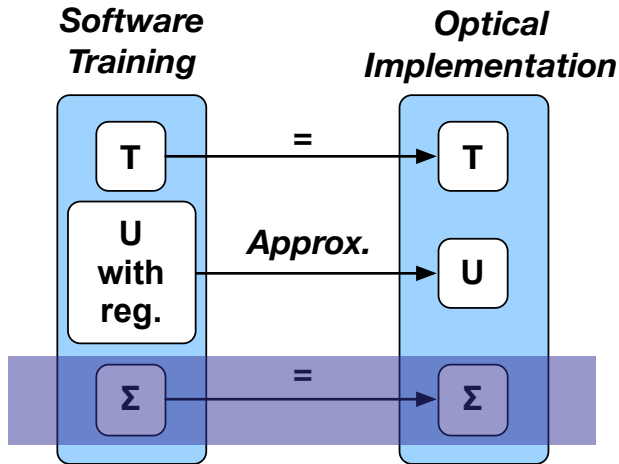 Software
Training
Optical
Implementation
T
=
T
U
with
reg.
Approx.
U
Σ
=
Σ